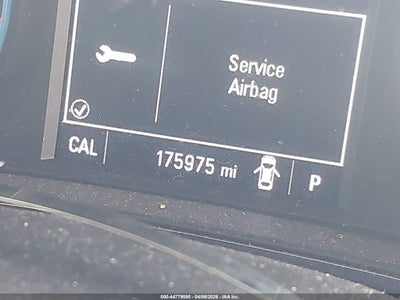 Service
Airbag
CAL 175975 mi P
000-44779590 - 04/06/2026 - IAA Inc.